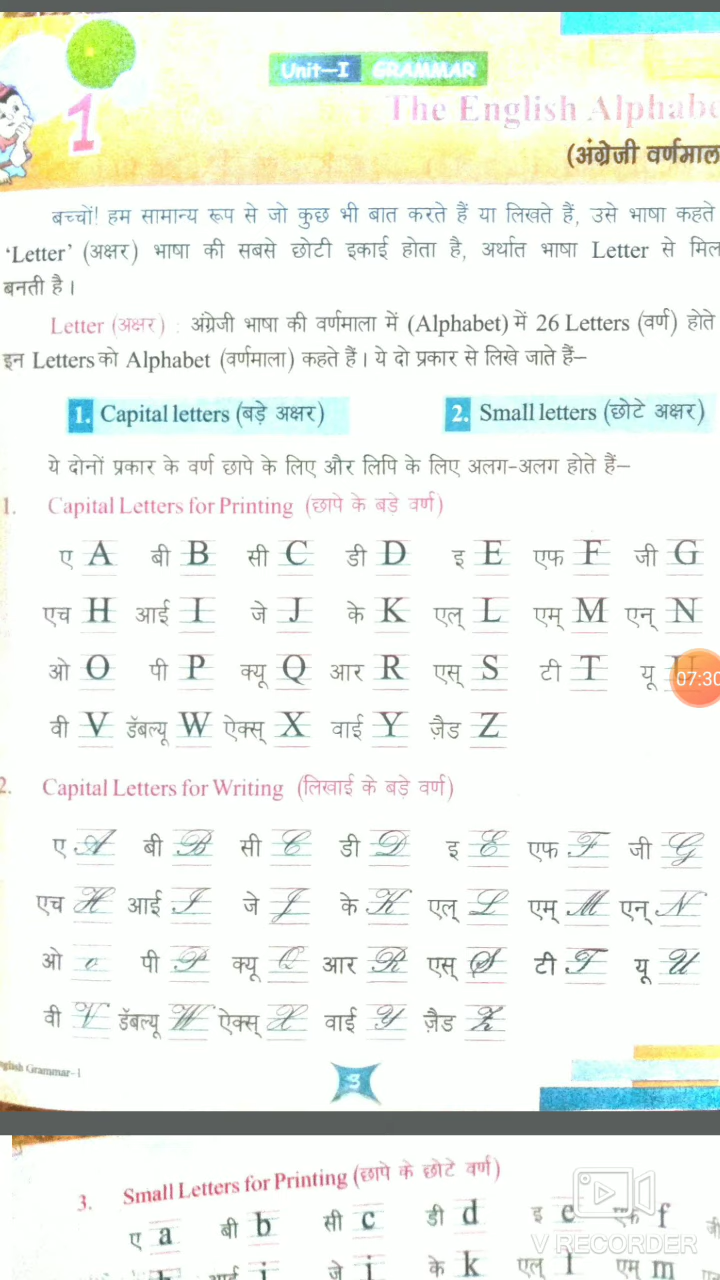 Unit-I GRAMMAR
1
The English Alphabe
(अंग्रेजी वर्णमाल
बच्चों! हम सामान्य रूप से जो कुछ भी बात करते हैं या लिखते हैं, उसे भाषा कहते
'Letter' (अक्षर) भाषा की सबसे छोटी इकाई होता है, अर्थात भाषा Letter से मिल
बनती है।
Letter (अक्षर) : अंग्रेजी भाषा की वर्णमाला में (Alphabet) में 26 Letters (वर्ण) होते
इन Letters को Alphabet (वर्णमाला) कहते हैं। ये दो प्रकार से लिखे जाते हैं–
1. Capital letters (बड़े अक्षर) 2. Small letters (छोटे अक्षर)
ये दोनों प्रकार के वर्ण छापे के लिए और लिपि के लिए अलग-अलग होते हैं–
1. Capital Letters for Printing (छापे के बड़े वर्ण)
ए A बी B सी C डी D इ E एफ F जी G
एच H आई I जे J के K एल् L एम् M एन् N
ओ O पी P क्यू Q आर R एस् S टी T यू U
07:30
वी V डॅबल्यू W ऐक्स् X वाई Y ज़ैड Z
2. Capital Letters for Writing (लिखाई के बड़े वर्ण)
ए A बी B सी C डी D इ E एफ F जी G
एच H आई I जे J के K एल् L एम् M एन् N
ओ o पी P क्यू Q आर R एस् S टी T यू U
वी V डॅबल्यू W ऐक्स् X वाई Y ज़ैड Z
nglish Grammar-1
3
3. Small Letters for Printing (छापे के छोटे वर्ण)
ए a बी b सी c डी d इ e एफ f जी
आई i जे j के k एल् l एम् m
V RECORDER